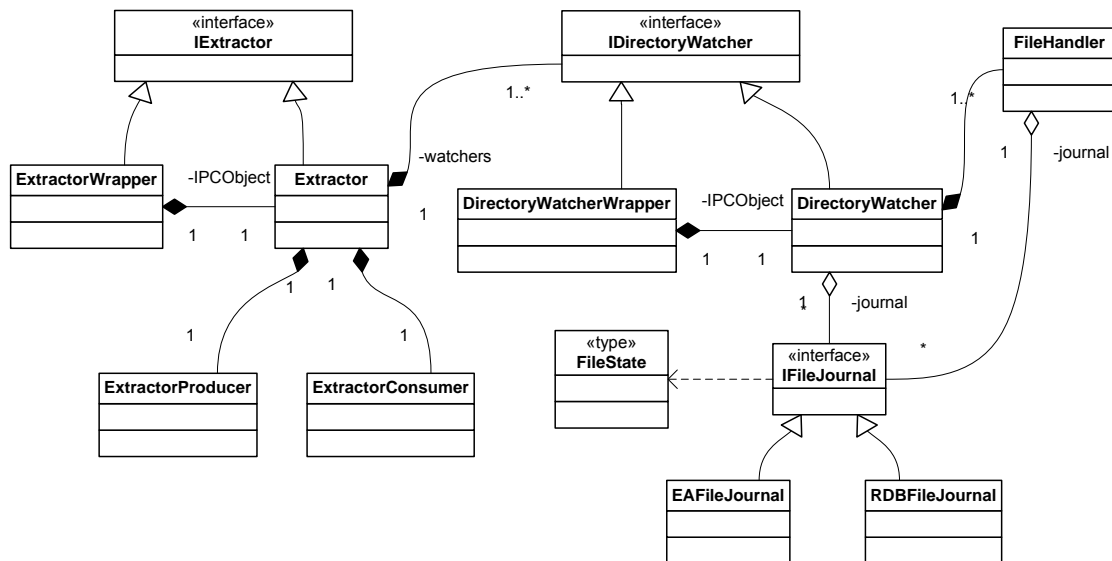 «interface»
IExtractor
«interface»
IDirectoryWatcher
FileHandler
1..*
1..*
1
-journal
-watchers
ExtractorWrapper
-IPCObject
Extractor
DirectoryWatcherWrapper
-IPCObject
DirectoryWatcher
1
1
1
1
1
1
1
1
1
*
-journal
1
1
«type»
FileState
«interface»
IFileJournal
*
ExtractorProducer
ExtractorConsumer
EAFileJournal
RDBFileJournal